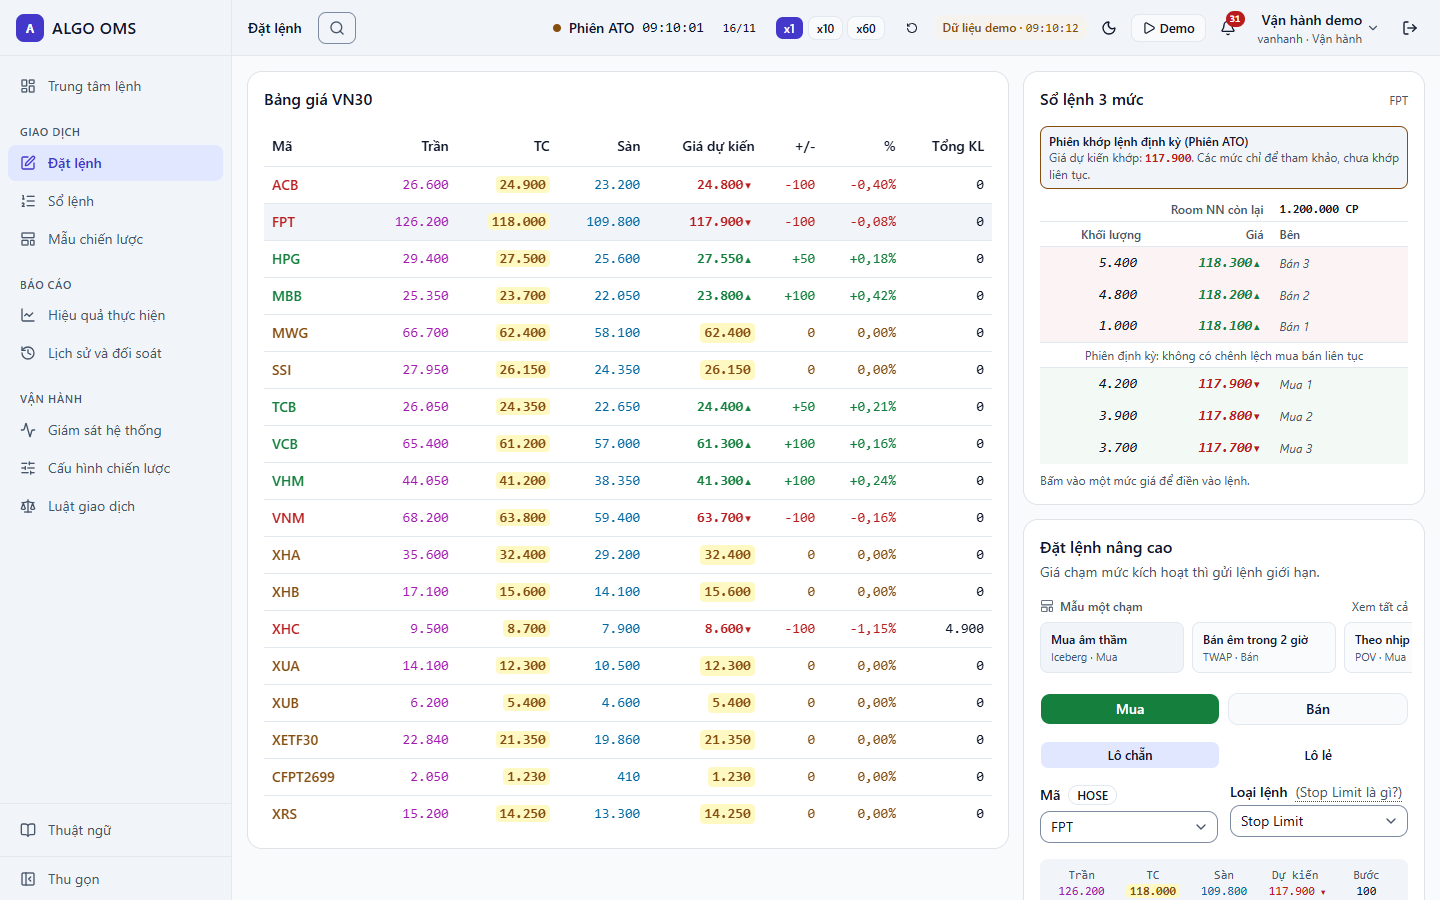 A ALGO OMS
Đặt lệnh
Phiên ATO 09:10:01 16/11 x1 x10 x60 Dữ liệu demo · 09:10:12 Demo 31 Vận hành demo
vanhanh · Vận hành
Trung tâm lệnh
GIAO DỊCH
Đặt lệnh
Sổ lệnh
Mẫu chiến lược
BÁO CÁO
Hiệu quả thực hiện
Lịch sử và đối soát
VẬN HÀNH
Giám sát hệ thống
Cấu hình chiến lược
Luật giao dịch
Thuật ngữ
Thu gọn
Bảng giá VN30
Mã Trần TC Sàn Giá dự kiến +/- % Tổng KL
ACB 26.600 24.900 23.200 24.800▼ -100 -0,40% 0
FPT 126.200 118.000 109.800 117.900▼ -100 -0,08% 0
HPG 29.400 27.500 25.600 27.550▲ +50 +0,18% 0
MBB 25.350 23.700 22.050 23.800▲ +100 +0,42% 0
MWG 66.700 62.400 58.100 62.400 0 0,00% 0
SSI 27.950 26.150 24.350 26.150 0 0,00% 0
TCB 26.050 24.350 22.650 24.400▲ +50 +0,21% 0
VCB 65.400 61.200 57.000 61.300▲ +100 +0,16% 0
VHM 44.050 41.200 38.350 41.300▲ +100 +0,24% 0
VNM 68.200 63.800 59.400 63.700▼ -100 -0,16% 0
XHA 35.600 32.400 29.200 32.400 0 0,00% 0
XHB 17.100 15.600 14.100 15.600 0 0,00% 0
XHC 9.500 8.700 7.900 8.600▼ -100 -1,15% 4.900
XUA 14.100 12.300 10.500 12.300 0 0,00% 0
XUB 6.200 5.400 4.600 5.400 0 0,00% 0
XETF30 22.840 21.350 19.860 21.350 0 0,00% 0
CFPT2699 2.050 1.230 410 1.230 0 0,00% 0
XRS 15.200 14.250 13.300 14.250 0 0,00% 0
Sổ lệnh 3 mức FPT
Phiên khớp lệnh định kỳ (Phiên ATO)
Giá dự kiến khớp: 117.900. Các mức chỉ để tham khảo, chưa khớp
liên tục.
Room NN còn lại 1.200.000 CP
Khối lượng Giá Bên
5.400 118.300▲ Bán 3
4.800 118.200▲ Bán 2
1.000 118.100▲ Bán 1
Phiên định kỳ: không có chênh lệch mua bán liên tục
4.200 117.900▼ Mua 1
3.900 117.800▼ Mua 2
3.700 117.700▼ Mua 3
Bấm vào một mức giá để điền vào lệnh.
Đặt lệnh nâng cao
Giá chạm mức kích hoạt thì gửi lệnh giới hạn.
Mẫu một chạm Xem tất cả
Mua âm thầm Bán êm trong 2 giờ Theo nhịp
Iceberg · Mua TWAP · Bán POV · Mua
Mua Bán
Lô chẵn Lô lẻ
Mã HOSE Loại lệnh (Stop Limit là gì?)
FPT Stop Limit
Trần TC Sàn Dự kiến Bước
126.200 118.000 109.800 117.900 ▼ 100